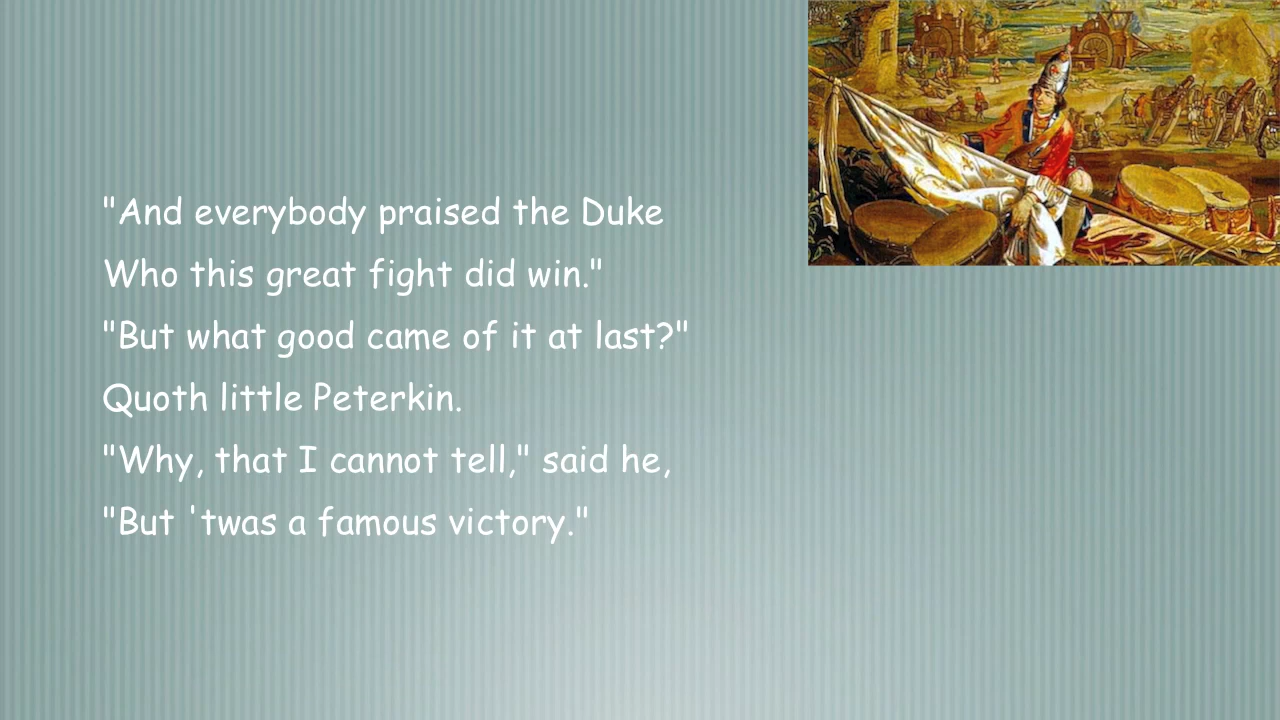 "And everybody praised the Duke
Who this great fight did win."
"But what good came of it at last?"
Quoth little Peterkin.
"Why, that I cannot tell," said he,
"But 'twas a famous victory."